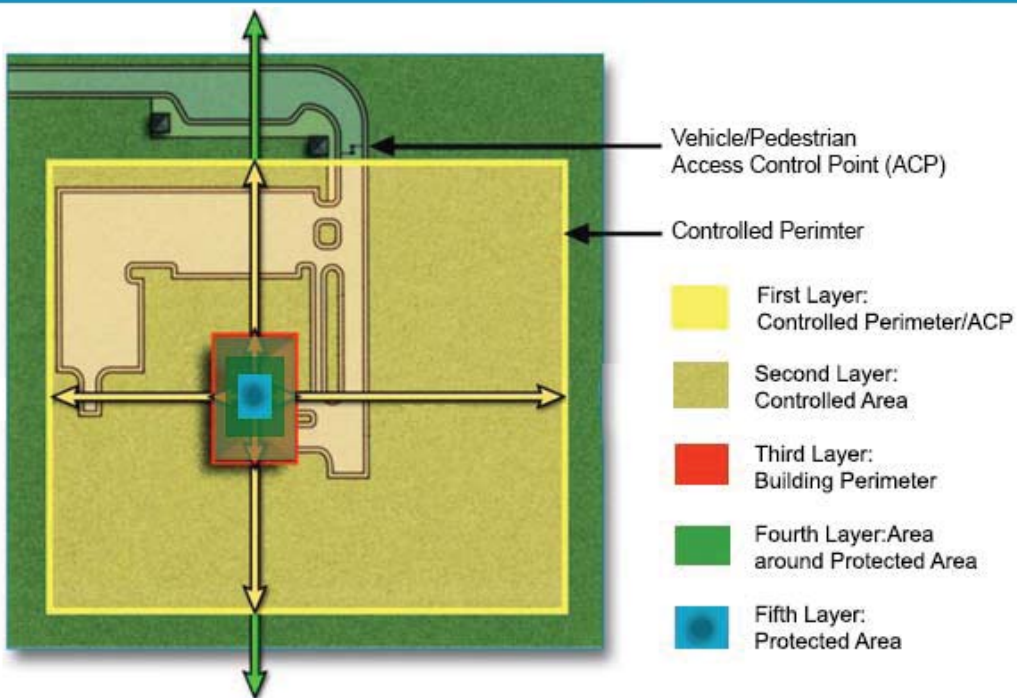 Vehicle/Pedestrian
Access Control Point (ACP)
Controlled Perimter
First Layer:
Controlled Perimeter/ACP
Second Layer:
Controlled Area
Third Layer:
Building Perimeter
Fourth Layer:Area
around Protected Area
Fifth Layer:
Protected Area